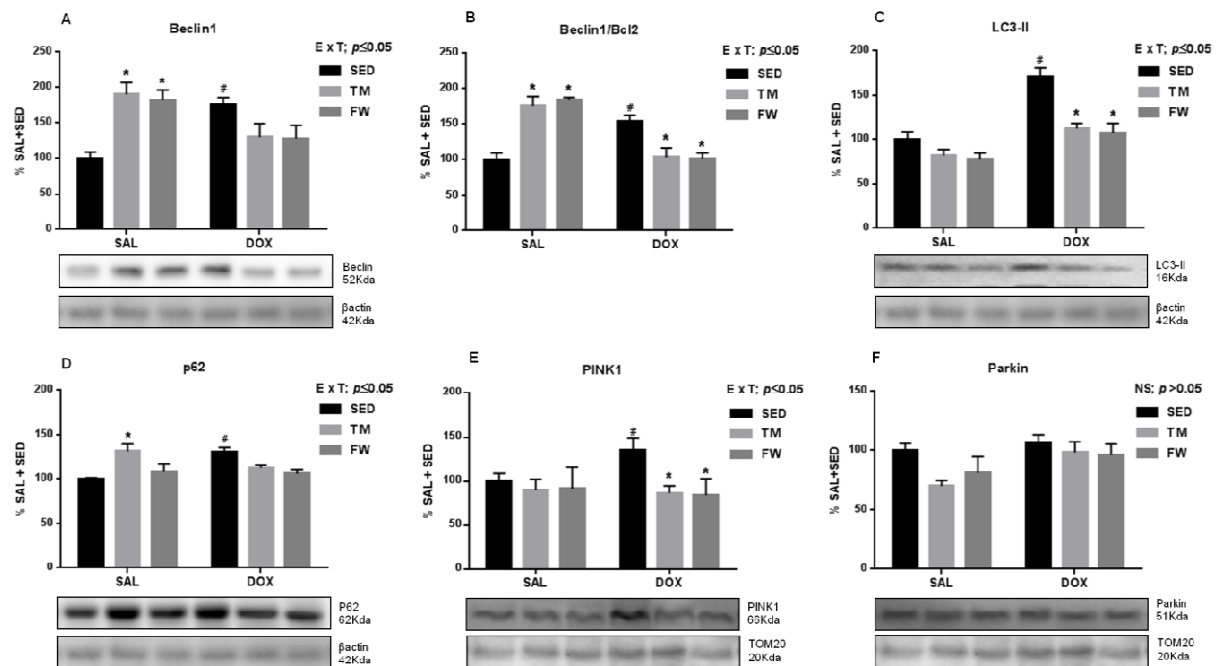 A
Beclin1
E x T; p≤0.05
SED
TM
FW
% SAL+SED
250
200
150
100
50
0
*
*
#
SAL
DOX
Beclin
52Kda
βactin
42Kda
B
Beclin1/Bcl2
E x T; p≤0.05
SED
TM
FW
% SAL + SED
250
200
150
100
50
0
*
*
#
*
*
SAL
DOX
C
LC3-II
E x T; p≤0.05
SED
TM
FW
% SAL + SED
200
150
100
50
0
#
*
*
SAL
DOX
LC3-II
16Kda
βactin
42Kda
D
p62
E x T; p≤0.05
SED
TM
FW
% SAL + SED
200
150
100
50
0
*
#
SAL
DOX
P62
62Kda
βactin
42Kda
E
PINK1
E x T; p≤0.05
SED
TM
FW
% SAL + SED
200
150
100
50
0
#
*
*
SAL
DOX
PINK1
66Kda
TOM20
20Kda
F
Parkin
NS; p >0.05
SED
TM
FW
% SAL+SED
150
100
50
0
SAL
DOX
Parkin
51Kda
TOM20
20Kda